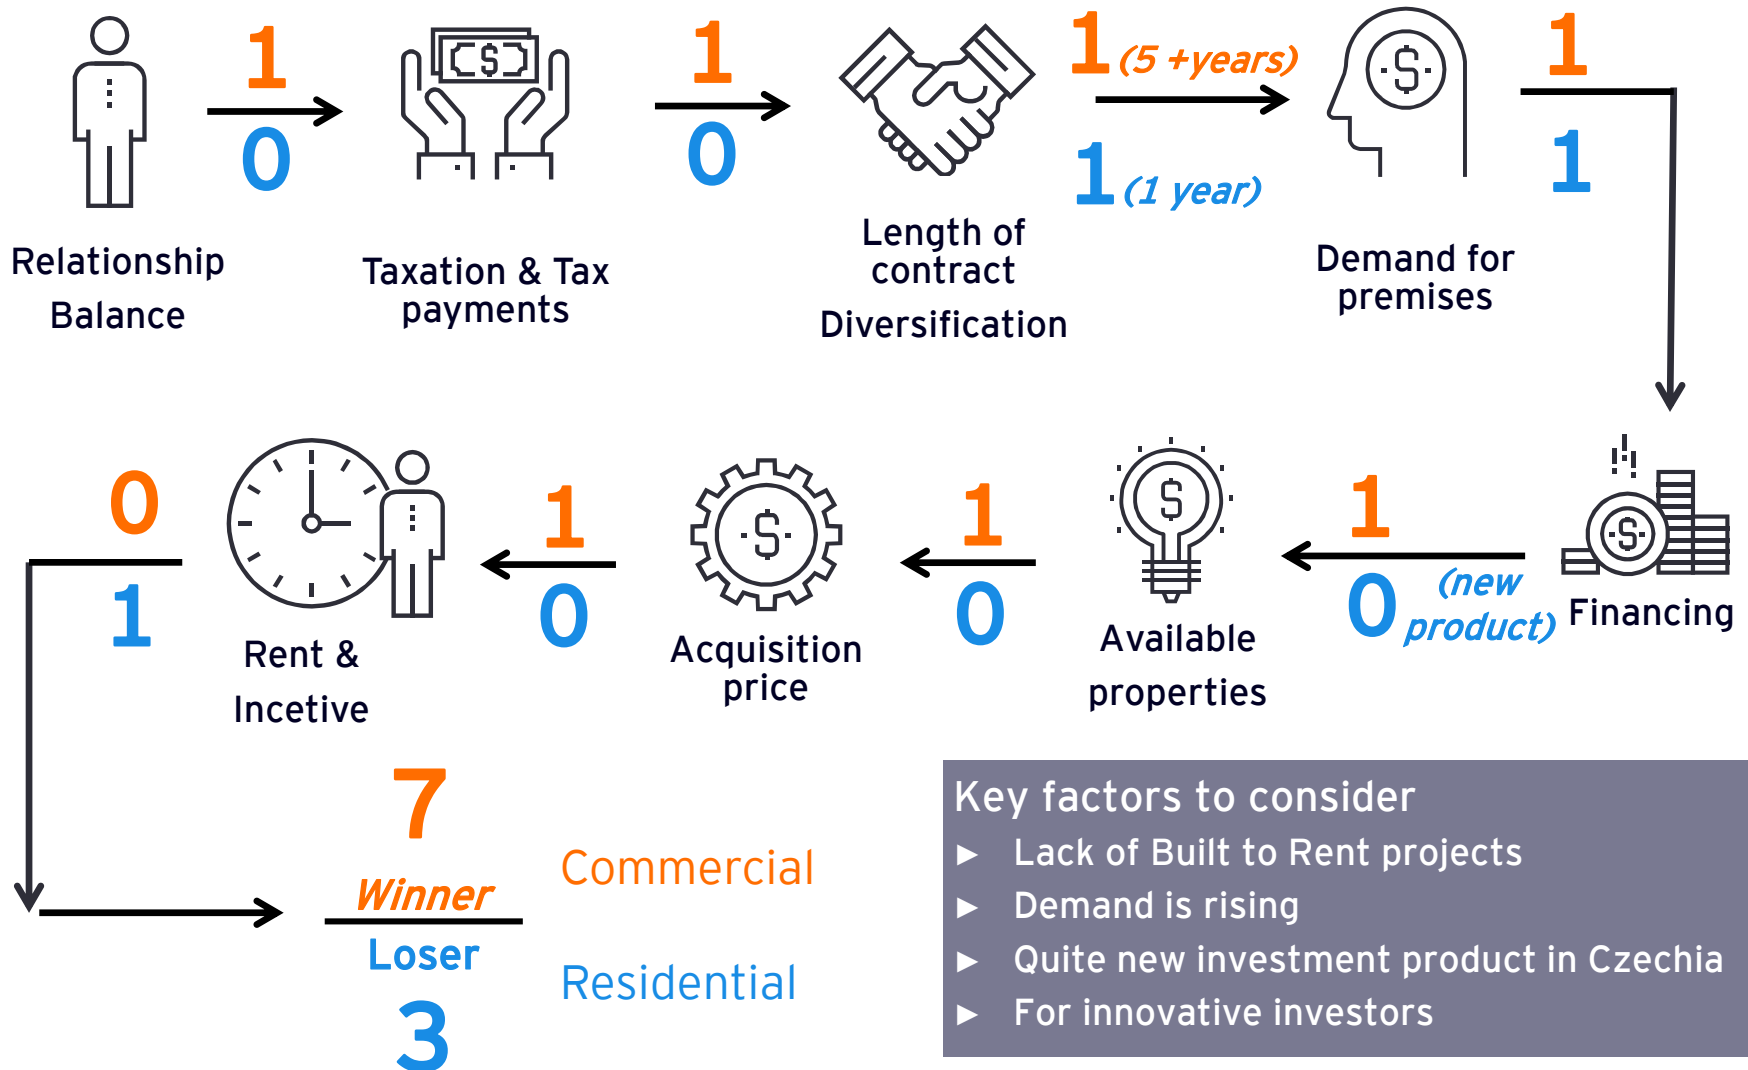 1
0
1
0
1 (5 +years)
1 (1 year)
1
1
$
$
Relationship
Balance
Taxation & Tax
payments
Length of
contract
Diversification
Demand for
premises
0
1
1
0
$
1
0
$
1
0 (new
product)
$
Rent &
Incetive
Acquisition
price
Available
properties
Financing
7
Winner
Loser
3
Commercial
Residential
Key factors to consider
► Lack of Built to Rent projects
► Demand is rising
► Quite new investment product in Czechia
► For innovative investors